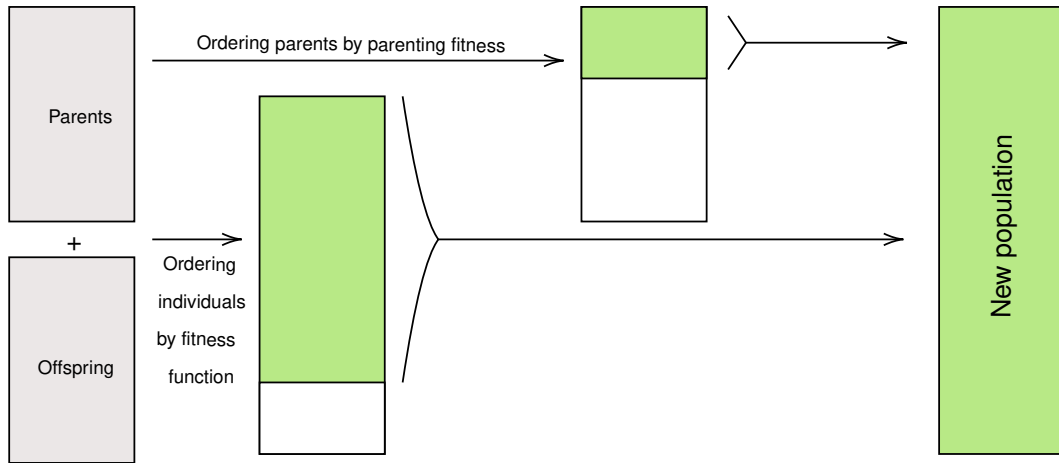 Ordering parents by parenting fitness
Parents
+
Ordering
individuals
by fitness
function
Offspring
New population